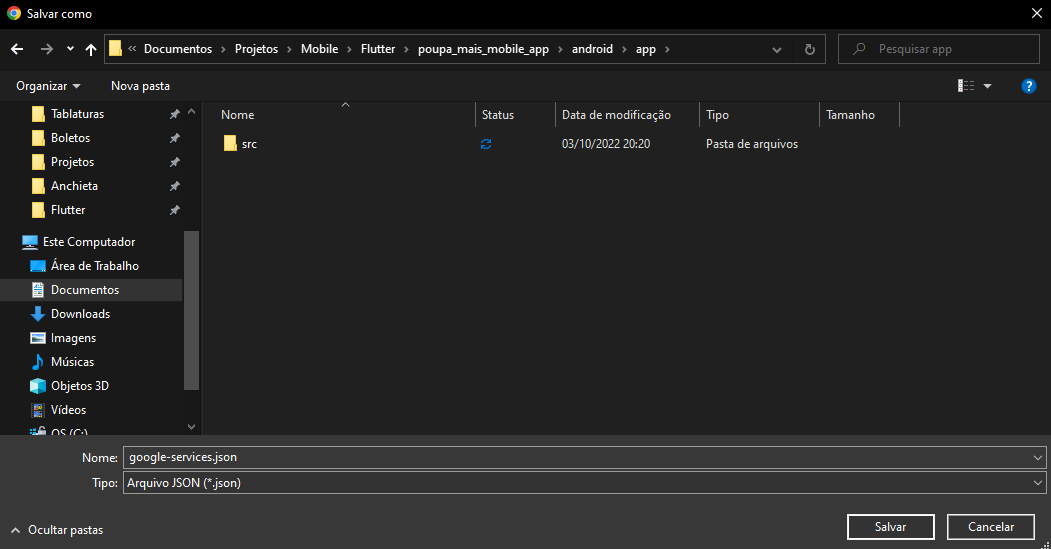 Salvar como
« Documentos › Projetos › Mobile › Flutter › poupa_mais_mobile_app › android › app ›
Pesquisar app
Organizar
Nova pasta
?
Tablaturas
Boletos
Projetos
Anchieta
Flutter
Este Computador
Área de Trabalho
Documentos
Downloads
Imagens
Músicas
Objetos 3D
Vídeos
OS (C:)
Nome Status Data de modificação Tipo Tamanho
src 03/10/2022 20:20 Pasta de arquivos
Nome: google-services.json
Tipo: Arquivo JSON (*.json)
Ocultar pastas
Salvar
Cancelar